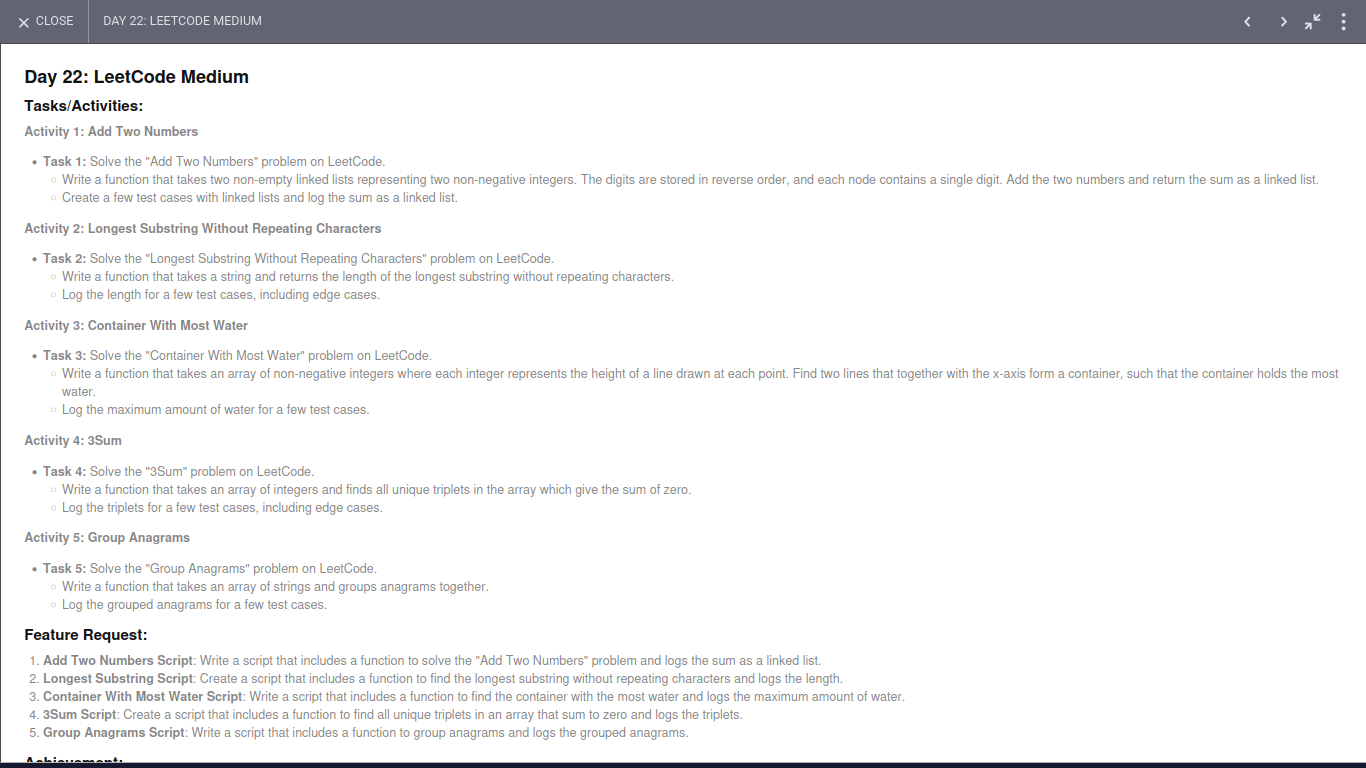 CLOSE
DAY 22: LEETCODE MEDIUM
Day 22: LeetCode Medium
Tasks/Activities:
Activity 1: Add Two Numbers
• Task 1: Solve the "Add Two Numbers" problem on LeetCode.
○ Write a function that takes two non-empty linked lists representing two non-negative integers. The digits are stored in reverse order, and each node contains a single digit. Add the two numbers and return the sum as a linked list.
○ Create a few test cases with linked lists and log the sum as a linked list.
Activity 2: Longest Substring Without Repeating Characters
• Task 2: Solve the "Longest Substring Without Repeating Characters" problem on LeetCode.
○ Write a function that takes a string and returns the length of the longest substring without repeating characters.
○ Log the length for a few test cases, including edge cases.
Activity 3: Container With Most Water
• Task 3: Solve the "Container With Most Water" problem on LeetCode.
○ Write a function that takes an array of non-negative integers where each integer represents the height of a line drawn at each point. Find two lines that together with the x-axis form a container, such that the container holds the most
water.
○ Log the maximum amount of water for a few test cases.
Activity 4: 3Sum
• Task 4: Solve the "3Sum" problem on LeetCode.
○ Write a function that takes an array of integers and finds all unique triplets in the array which give the sum of zero.
○ Log the triplets for a few test cases, including edge cases.
Activity 5: Group Anagrams
• Task 5: Solve the "Group Anagrams" problem on LeetCode.
○ Write a function that takes an array of strings and groups anagrams together.
○ Log the grouped anagrams for a few test cases.
Feature Request:
1. Add Two Numbers Script: Write a script that includes a function to solve the "Add Two Numbers" problem and logs the sum as a linked list.
2. Longest Substring Script: Create a script that includes a function to find the longest substring without repeating characters and logs the length.
3. Container With Most Water Script: Write a script that includes a function to find the container with the most water and logs the maximum amount of water.
4. 3Sum Script: Create a script that includes a function to find all unique triplets in an array that sum to zero and logs the triplets.
5. Group Anagrams Script: Write a script that includes a function to group anagrams and logs the grouped anagrams.
Achievement: